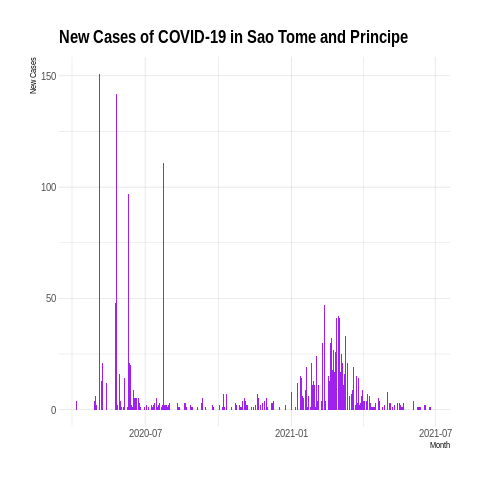 New Cases of COVID-19 in Sao Tome and Principe
New Cases
150
100
50
0
2020-07
2021-01
2021-07
Month